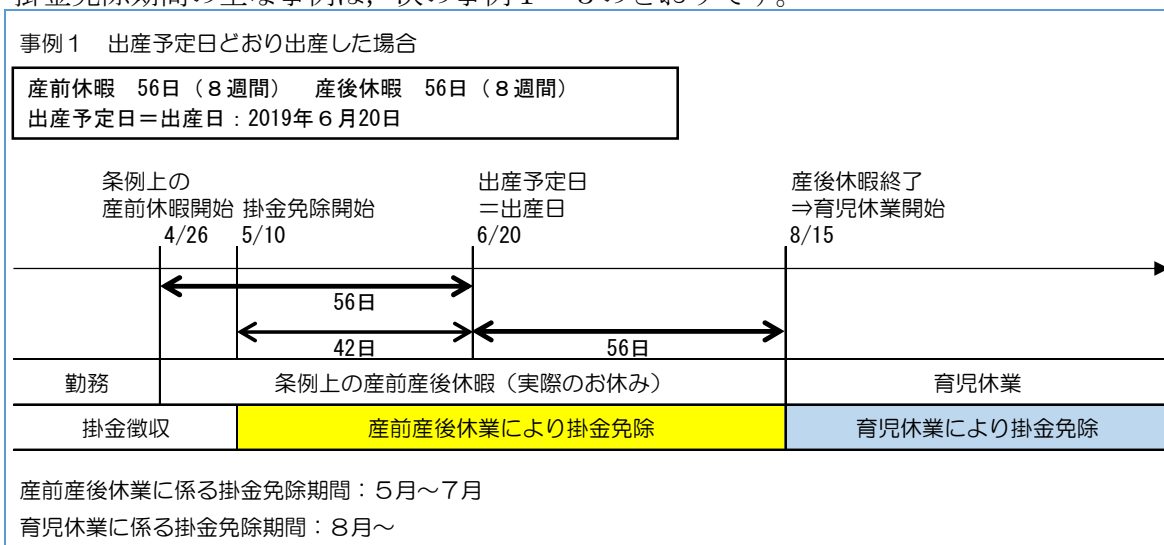 掛金免除期間の主な事例は，次の事例１～３のとおりです。
事例１　出産予定日どおり出産した場合
産前休暇　56日（８週間）　産後休暇　56日（８週間）
出産予定日＝出産日：2019年６月20日
条例上の
産前休暇開始
4/26
掛金免除開始
5/10
出産予定日
＝出産日
6/20
産後休暇終了
⇒育児休業開始
8/15
56日
42日
56日
勤務　条例上の産前産後休暇（実際のお休み）　育児休業
掛金徴収　産前産後休業により掛金免除　育児休業により掛金免除
産前産後休業に係る掛金免除期間：５月～７月
育児休業に係る掛金免除期間：８月～